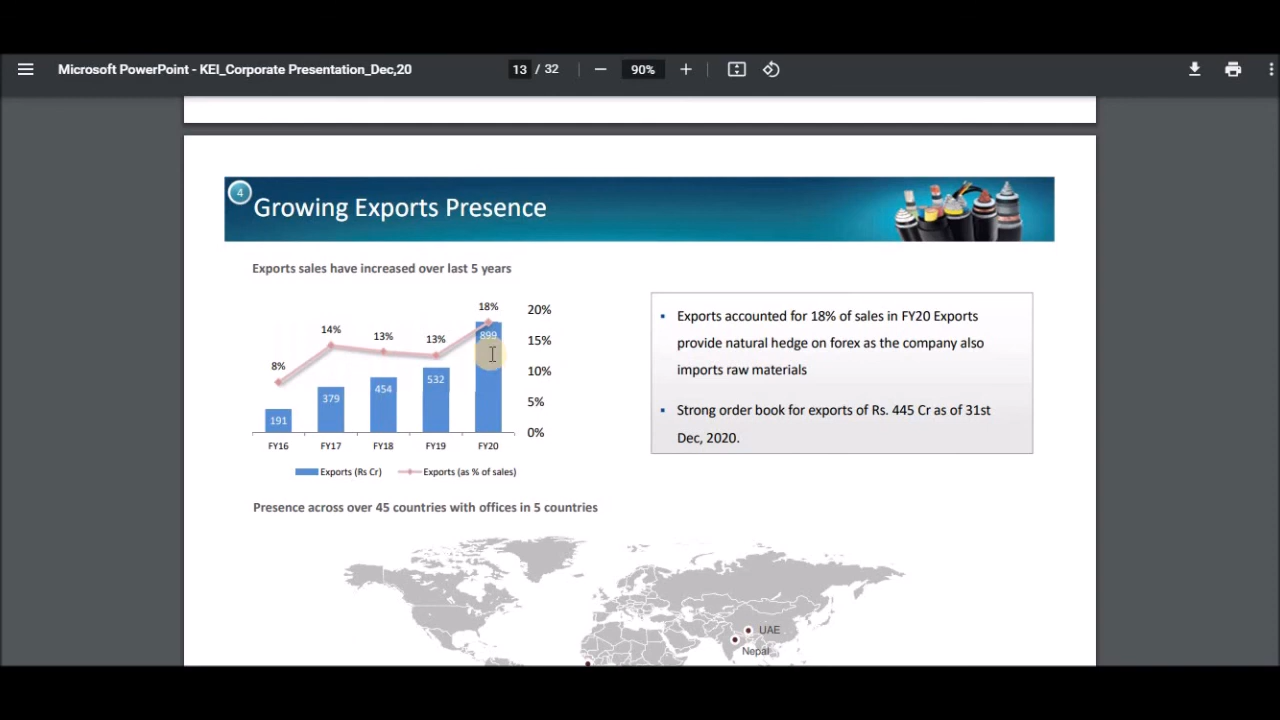 Microsoft PowerPoint - KEI_Corporate Presentation_Dec,20
13 / 32
90%
4
Growing Exports Presence
Exports sales have increased over last 5 years
18%
14%
13%
13%
8%
20%
15%
10%
5%
0%
191
379
454
532
899
FY16
FY17
FY18
FY19
FY20
Exports (Rs Cr)
Exports (as % of sales)
▪ Exports accounted for 18% of sales in FY20 Exports
provide natural hedge on forex as the company also
imports raw materials
▪ Strong order book for exports of Rs. 445 Cr as of 31st
Dec, 2020.
Presence across over 45 countries with offices in 5 countries
UAE
Nepal